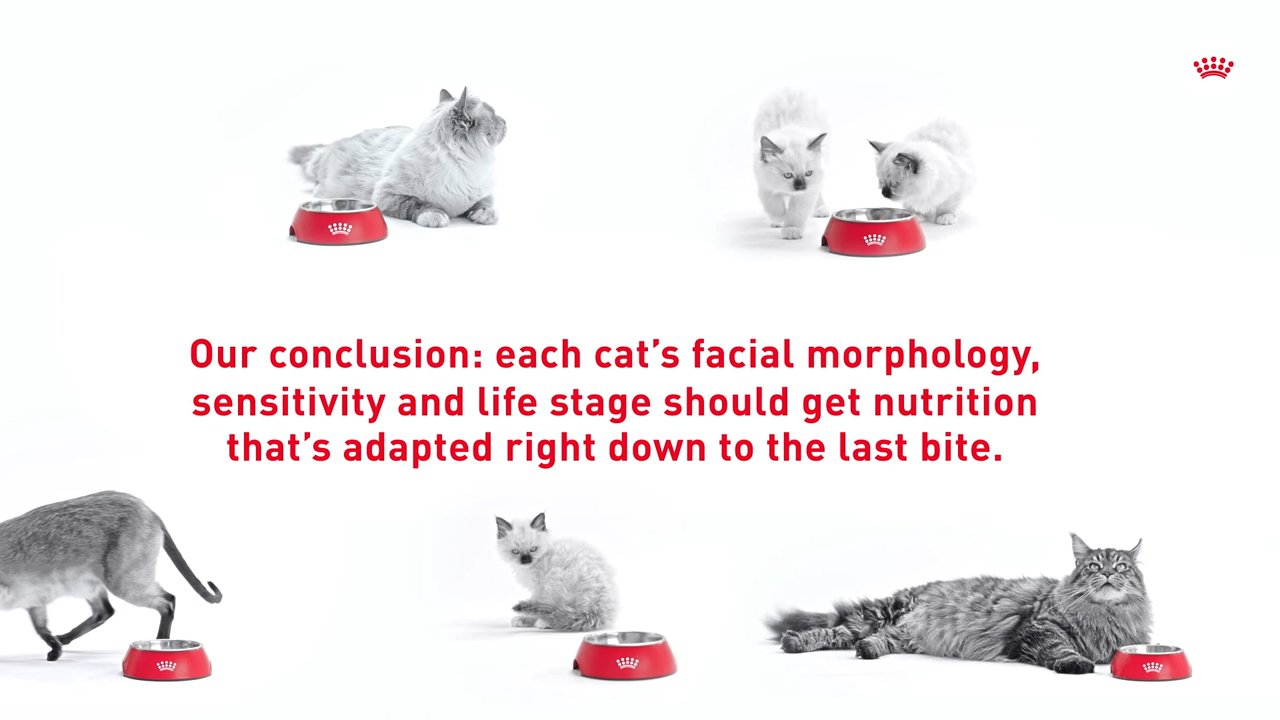 Our conclusion: each cat’s facial morphology,
sensitivity and life stage should get nutrition
that’s adapted right down to the last bite.